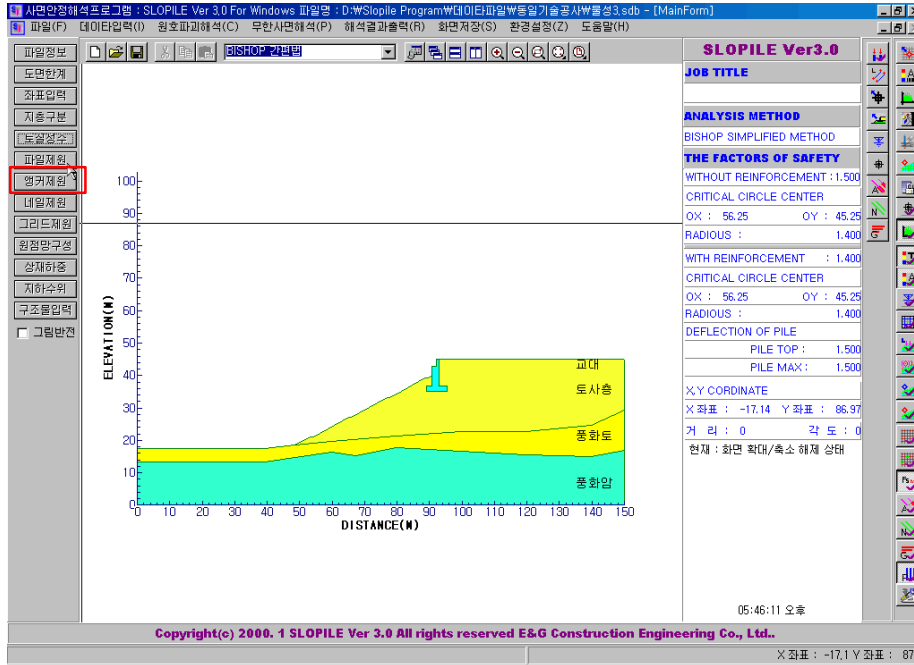 사면안정해석프로그램 : SLOPILE Ver 3,0 For Windows 파일명 : D:₩Slopile Program₩데이타파일₩동일기술공사₩물성3.sdb - [MainForm]
파일(F) 데이타입력(I) 원호파괴해석(C) 무한사면해석(P) 해석결과출력(R) 화면저장(S) 환경설정(Z) 도움말(H)
BISHOP 간편법
파일정보
도면한계
좌표입력
지층구분
토질성수
파일제원
앵커제원
네일제원
그리드제원
원점망구성
상재하중
지하수위
구조물입력
그림반전
ELEVATION(M)
100
90
80
70
60
50
40
30
20
10
0
교대
토사층
풍화토
풍화암
0 10 20 30 40 50 60 70 80 90 100 110 120 130 140 150
DISTANCE(M)
SLOPILE Ver3.0
JOB TITLE
ANALYSIS METHOD
BISHOP SIMPLIFIED METHOD
THE FACTORS OF SAFETY
WITHOUT REINFORCEMENT : 1.500
CRITICAL CIRCLE CENTER
OX : 56.25 OY : 45.25
RADIOUS : 1.400
WITH REINFORCEMENT : 1.400
CRITICAL CIRCLE CENTER
OX : 56.25 OY : 45.25
RADIOUS : 1.400
DEFLECTION OF PILE
PILE TOP : 1.500
PILE MAX : 1.500
X,Y CORDINATE
X 좌표 : -17.14 Y 좌표 : 86.97
거 리 : 0 각 도 : 0
현재 : 화면 확대/축소 해제 상태
05:46:11 오후
Copyright(c) 2000. 1 SLOPILE Ver 3.0 All rights reserved E&G Construction Engineering Co., Ltd..
X 좌표 : -17,1 Y 좌표 : 87